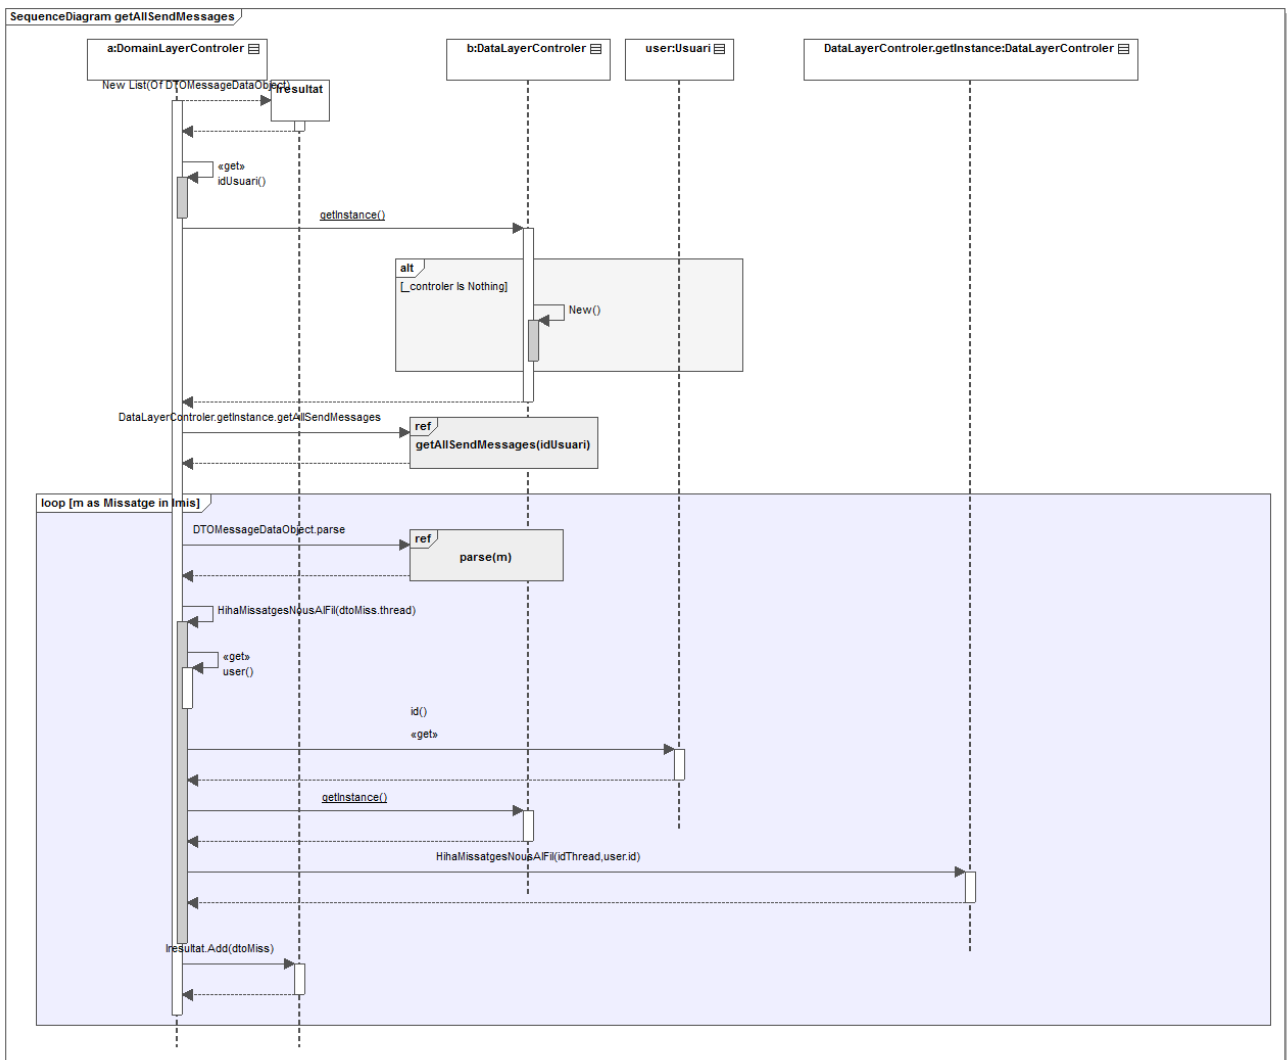 SequenceDiagram getAllSendMessages
a:DomainLayerControler
b:DataLayerControler
user:Usuari
DataLayerControler.getInstance:DataLayerControler
New List(Of DTOMessageDataObject)
lresultat
«get»
idUsuari()
getInstance()
alt
[_controler Is Nothing]
New()
DataLayerControler.getInstance.getAllSendMessages
ref
getAllSendMessages(idUsuari)
loop [m as Missatge in lmis]
DTOMessageDataObject.parse
ref
parse(m)
HihaMissatgesNousAlFil(dtoMiss.thread)
«get»
user()
id()
«get»
getInstance()
HihaMissatgesNousAlFil(idThread,user.id)
lresultat.Add(dtoMiss)